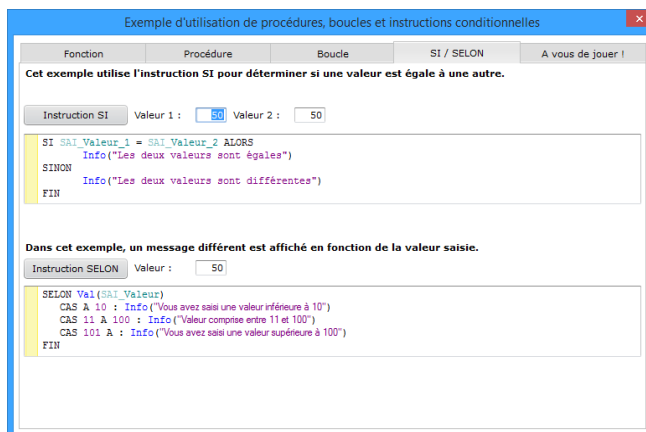 Exemple d'utilisation de procédures, boucles et instructions conditionnelles
Fonction Procédure Boucle SI / SELON A vous de jouer !
Cet exemple utilise l'instruction SI pour déterminer si une valeur est égale à une autre.
Instruction SI Valeur 1 : 50 Valeur 2 : 50
SI SAI_Valeur_1 = SAI_Valeur_2 ALORS
Info("Les deux valeurs sont égales")
SINON
Info("Les deux valeurs sont différentes")
FIN
Dans cet exemple, un message différent est affiché en fonction de la valeur saisie.
Instruction SELON Valeur : 50
SELON Val(SAI_Valeur)
CAS A 10 : Info("Vous avez saisi une valeur inférieure à 10")
CAS 11 A 100 : Info("Valeur comprise entre 11 et 100")
CAS 101 A : Info("Vous avez saisi une valeur supérieure à 100")
FIN